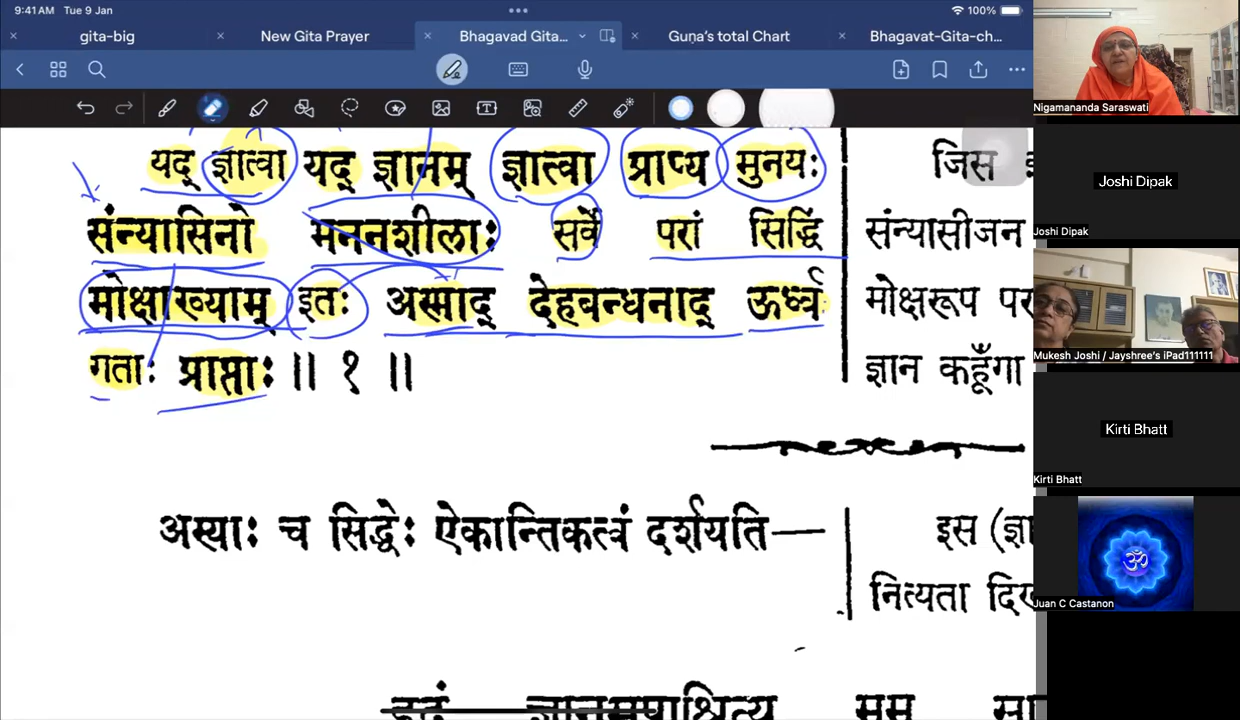 9:41 AM Tue 9 Jan
100%
gita-big
New Gita Prayer
Bhagavad Gita...
Guṇa's total Chart
Bhagavat-Gita-ch...
यद् ज्ञात्वा यद् ज्ञानम् ज्ञात्वा प्राप्य मुनयः
संन्यासिनो मननशीलाः सर्वे परां सिद्धिं
मोक्षाख्याम् इतः अस्माद् देहबन्धनाद् ऊर्ध्वं
गताः प्राप्ताः ॥ १ ॥
जिस
संन्यासीजन
मोक्षरूप
ज्ञान कहूँगा
अस्याः च सिद्धेः ऐकान्तिकत्वं दर्शयति—
इस
नित्यता
Nigamananda Saraswati
Joshi Dipak
Joshi Dipak
Mukesh Joshi / Jayshree's iPad111111
Kirti Bhatt
Kirti Bhatt
ॐ
Juan C Castanon